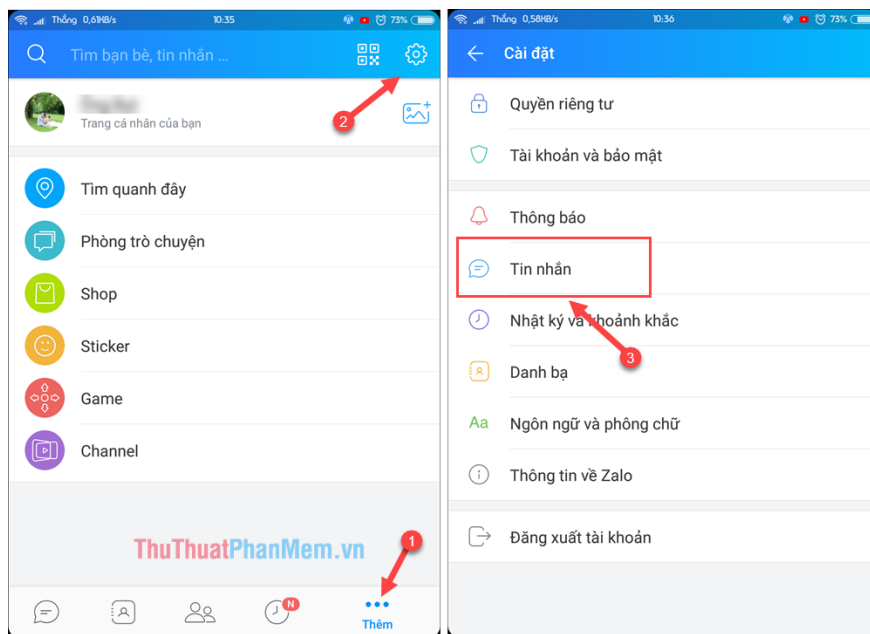 Thống 0,61KB/s 10:35 73%
Tìm bạn bè, tin nhắn ...
Trang cá nhân của bạn
2
Tìm quanh đây
Phòng trò chuyện
Shop
Sticker
Game
Channel
ThuThuatPhanMem.vn
1
N
Thêm
Thống 0,58KB/s 10:36 73%
Cài đặt
Quyền riêng tư
Tài khoản và bảo mật
Thông báo
Tin nhắn
Nhật ký và khoảnh khắc
3
Danh bạ
Aa Ngôn ngữ và phông chữ
Thông tin về Zalo
Đăng xuất tài khoản